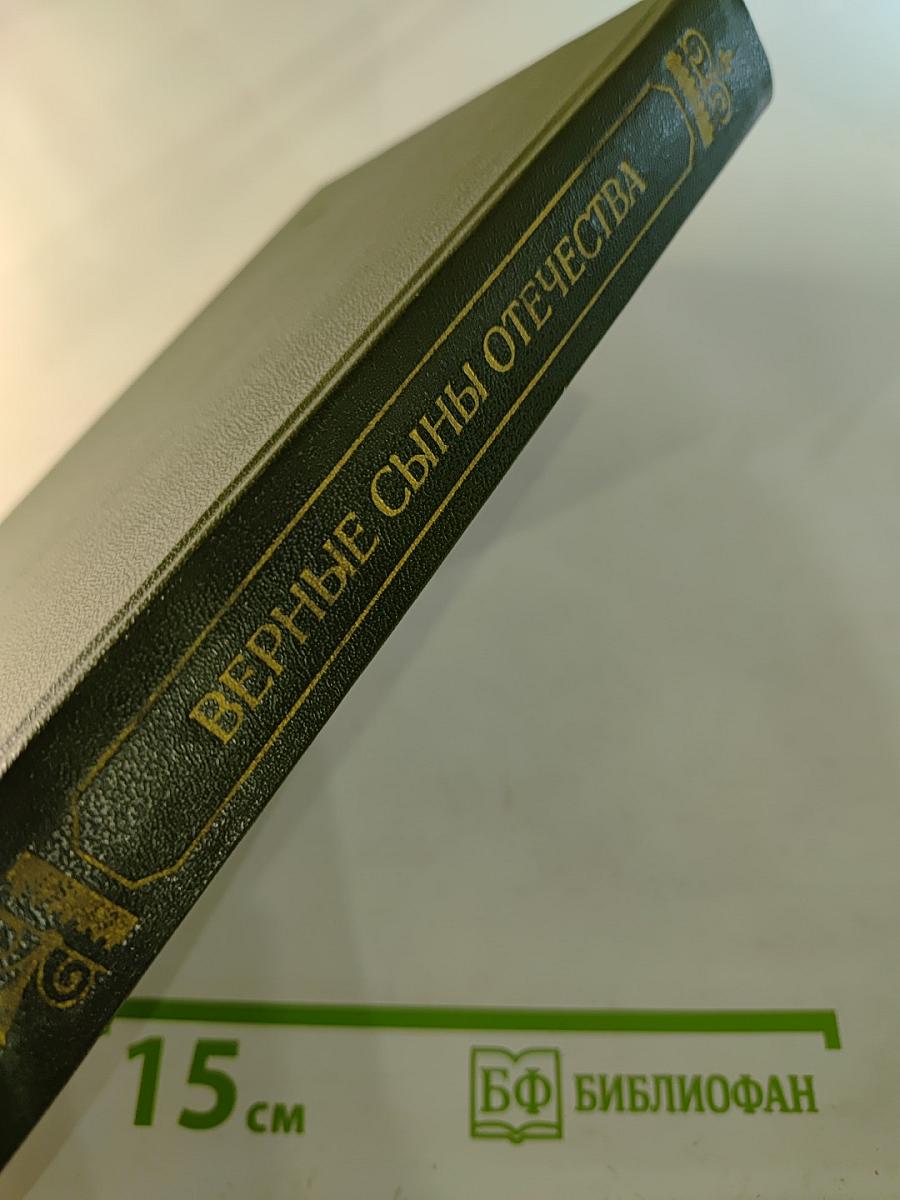 ВЕРНЫЕ СЫНЫ ОТЕЧЕСТВА
15 см
БФ БИБЛИОФАН